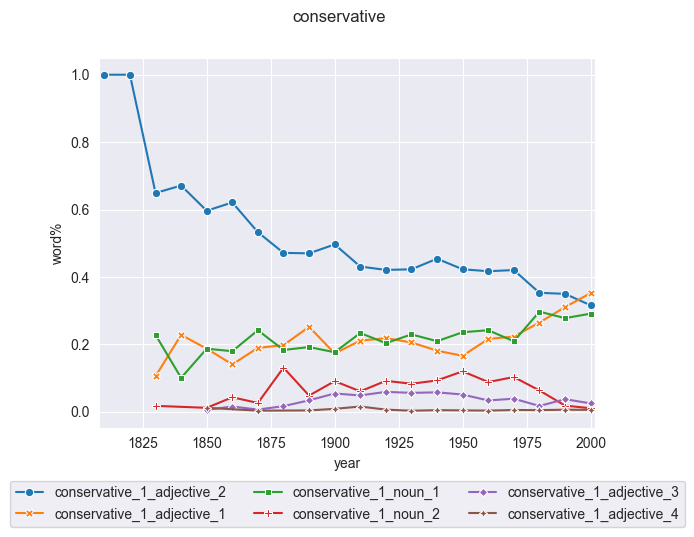 conservative
1.0
0.8
0.6
0.4
0.2
0.0
word%
1825 1850 1875 1900 1925 1950 1975 2000
year
conservative_1_adjective_2 conservative_1_noun_1 conservative_1_adjective_3
conservative_1_adjective_1 conservative_1_noun_2 conservative_1_adjective_4